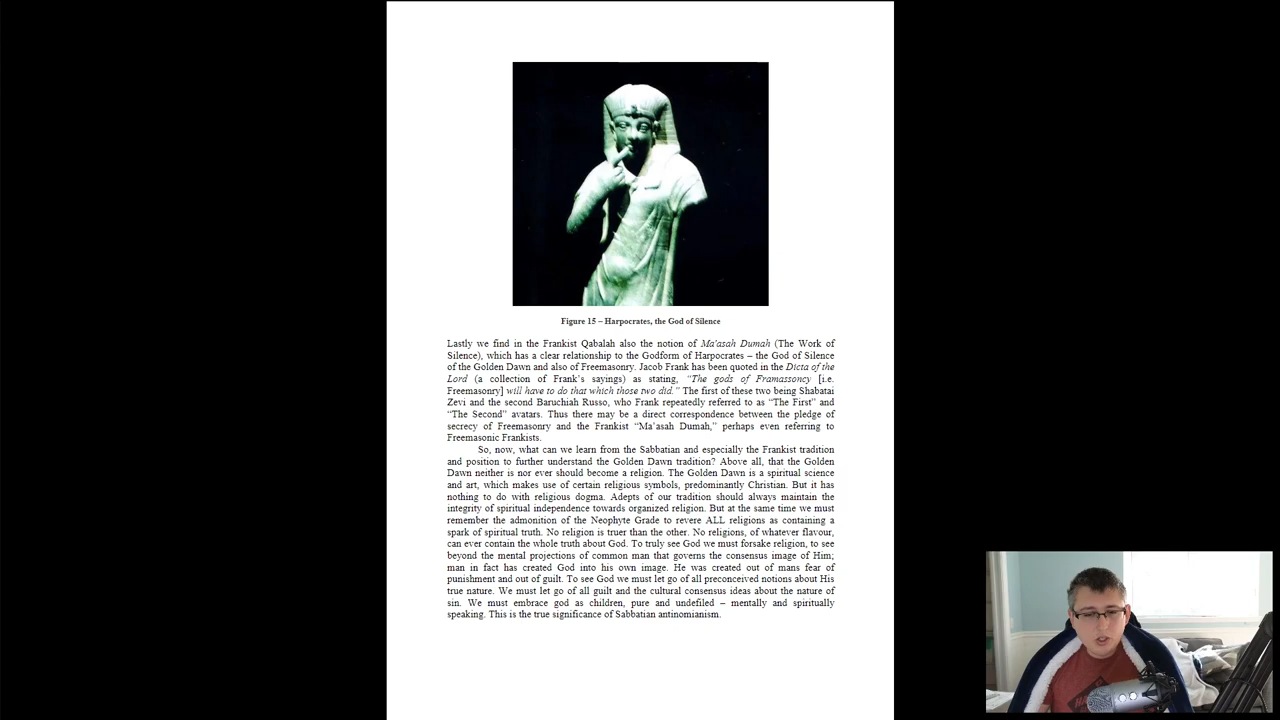 Figure 15 – Harpocrates, the God of Silence
Lastly we find in the Frankist Qabalah also the notion of Ma'asah Dumah (The Work of
Silence), which has a clear relationship to the Godform of Harpocrates – the God of Silence
of the Golden Dawn and also of Freemasonry. Jacob Frank has been quoted in the Dicta of the
Lord (a collection of Frank's sayings) as stating, "The gods of Framassoncy [i.e.
Freemasonry] will have to do that which those two did." The first of these two being Shabatai
Zevi and the second Baruchiah Russo, who Frank repeatedly referred to as "The First" and
"The Second" avatars. Thus there may be a direct correspondence between the pledge of
secrecy of Freemasonry and the Frankist "Ma'asah Dumah," perhaps even referring to
Freemasonic Frankists.
So, now, what can we learn from the Sabbatian and especially the Frankist tradition
and position to further understand the Golden Dawn tradition? Above all, that the Golden
Dawn neither is nor ever should become a religion. The Golden Dawn is a spiritual science
and art, which makes use of certain religious symbols, predominantly Christian. But it has
nothing to do with religious dogma. Adepts of our tradition should always maintain the
integrity of spiritual independence towards organized religion. But at the same time we must
remember the admonition of the Neophyte Grade to revere ALL religions as containing a
spark of spiritual truth. No religion is truer than the other. No religions, of whatever flavour,
can ever contain the whole truth about God. To truly see God we must forsake religion, to see
beyond the mental projections of common man that governs the consensus image of Him;
man in fact has created God into his own image. He was created out of mans fear of
punishment and out of guilt. To see God we must let go of all preconceived notions about His
true nature. We must let go of all guilt and the cultural consensus ideas about the nature of
sin. We must embrace god as children, pure and undefiled – mentally and spiritually
speaking. This is the true significance of Sabbatian antinomianism.